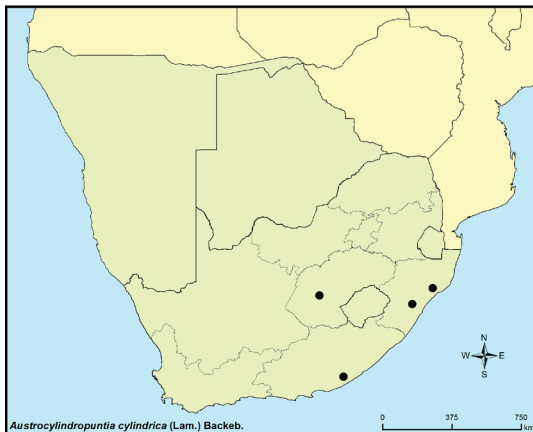 N
W E
S
Austrocylindropuntia cylindrica (Lam.) Backeb.
0 375 750
km